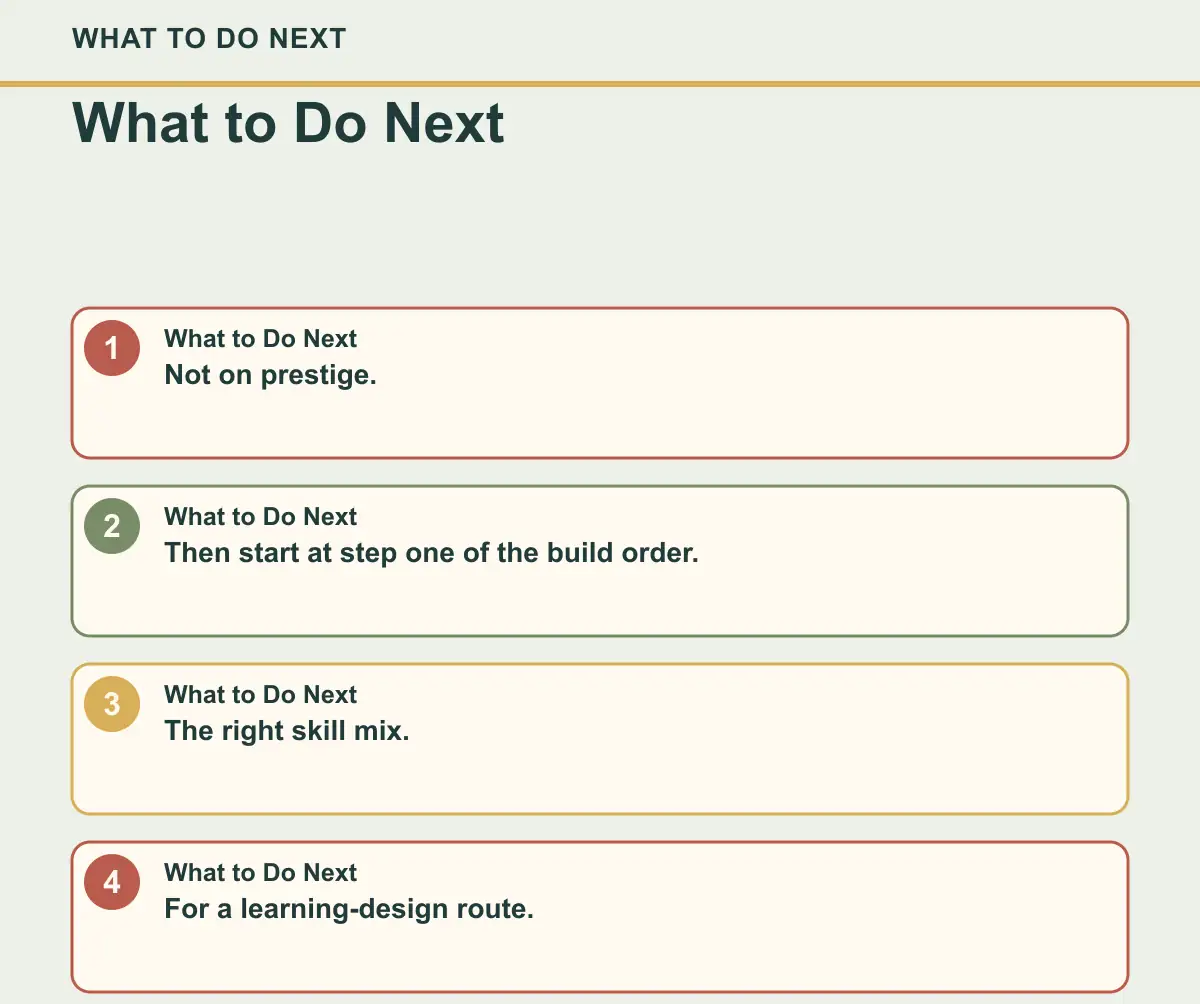 WHAT TO DO NEXT
What to Do Next
1
What to Do Next
Not on prestige.
2
What to Do Next
Then start at step one of the build order.
3
What to Do Next
The right skill mix.
4
What to Do Next
For a learning-design route.